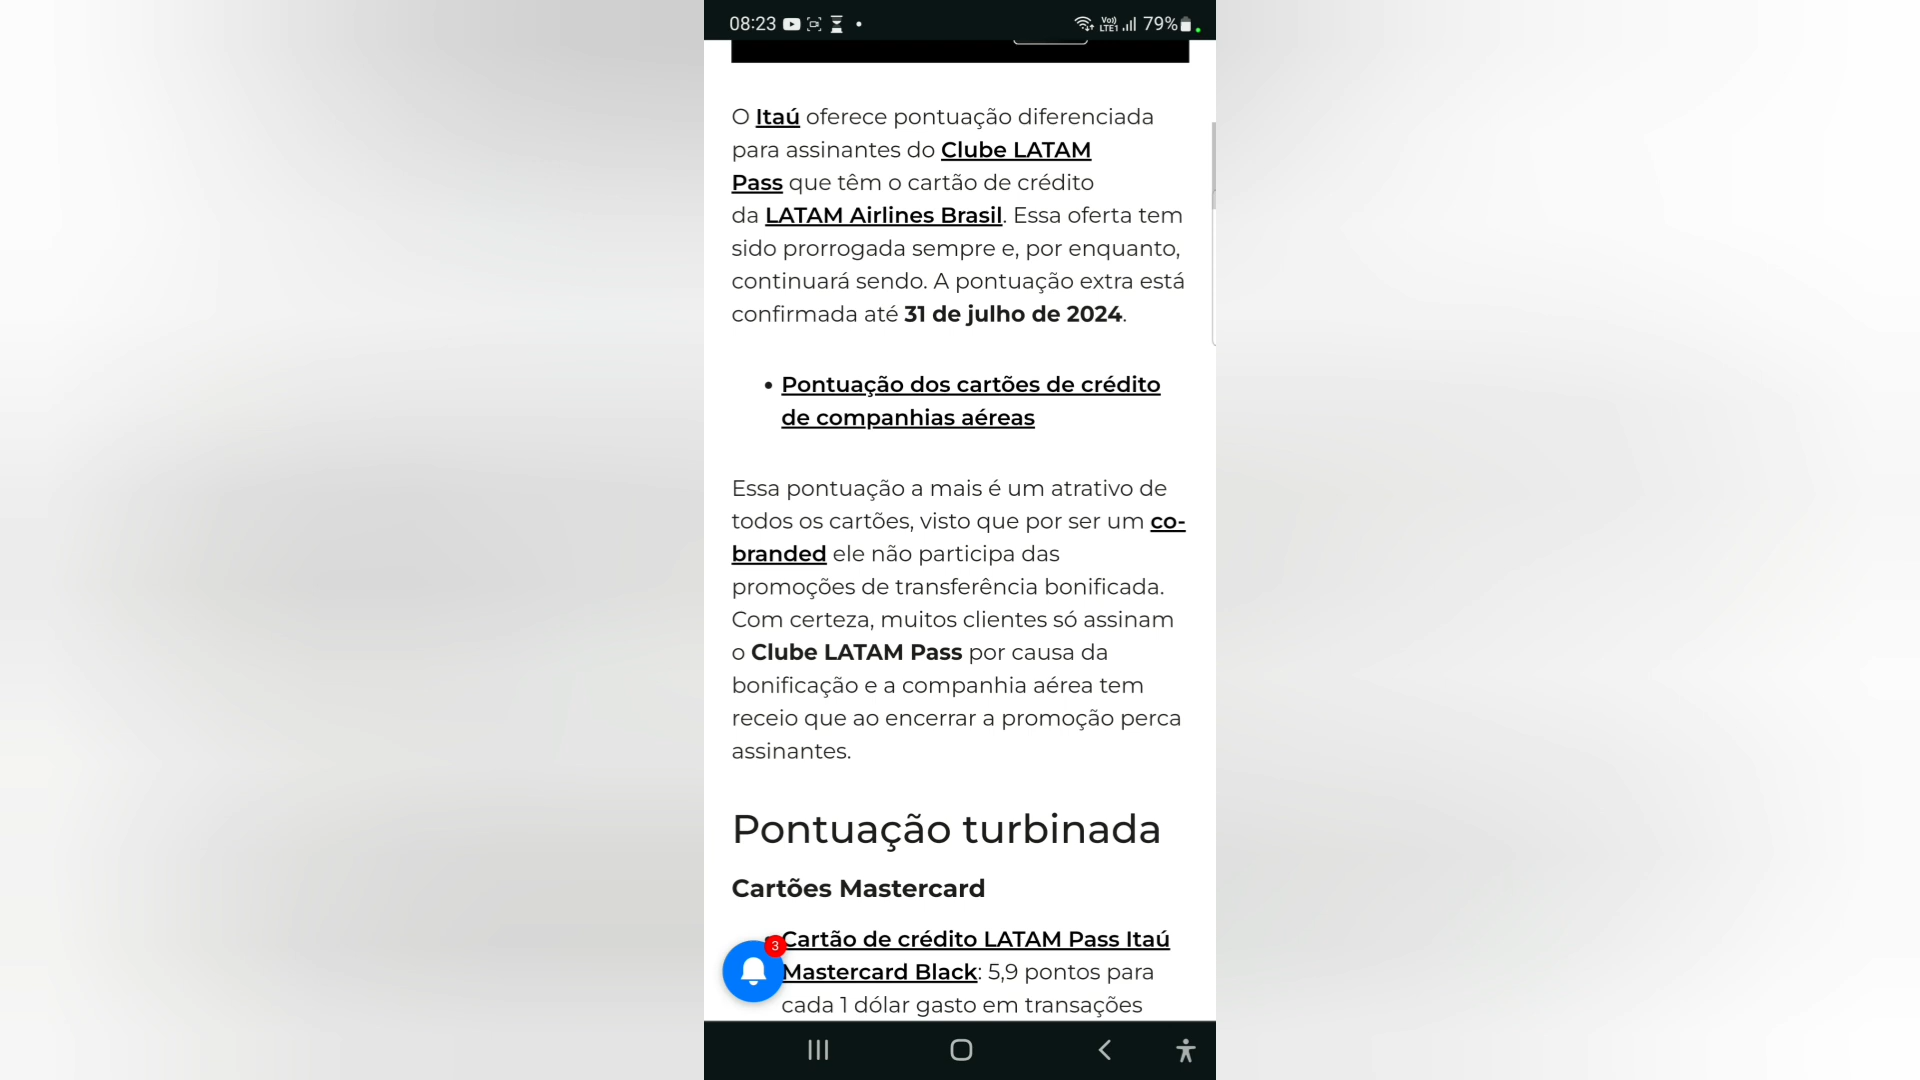 08:23
Vo)) LTE1 79%
O Itaú oferece pontuação diferenciada
para assinantes do Clube LATAM
Pass que têm o cartão de crédito
da LATAM Airlines Brasil. Essa oferta tem
sido prorrogada sempre e, por enquanto,
continuará sendo. A pontuação extra está
confirmada até 31 de julho de 2024.
• Pontuação dos cartões de crédito
de companhias aéreas
Essa pontuação a mais é um atrativo de
todos os cartões, visto que por ser um co-
branded ele não participa das
promoções de transferência bonificada.
Com certeza, muitos clientes só assinam
o Clube LATAM Pass por causa da
bonificação e a companhia aérea tem
receio que ao encerrar a promoção perca
assinantes.
Pontuação turbinada
Cartões Mastercard
3
Cartão de crédito LATAM Pass Itaú
Mastercard Black: 5,9 pontos para
cada 1 dólar gasto em transações